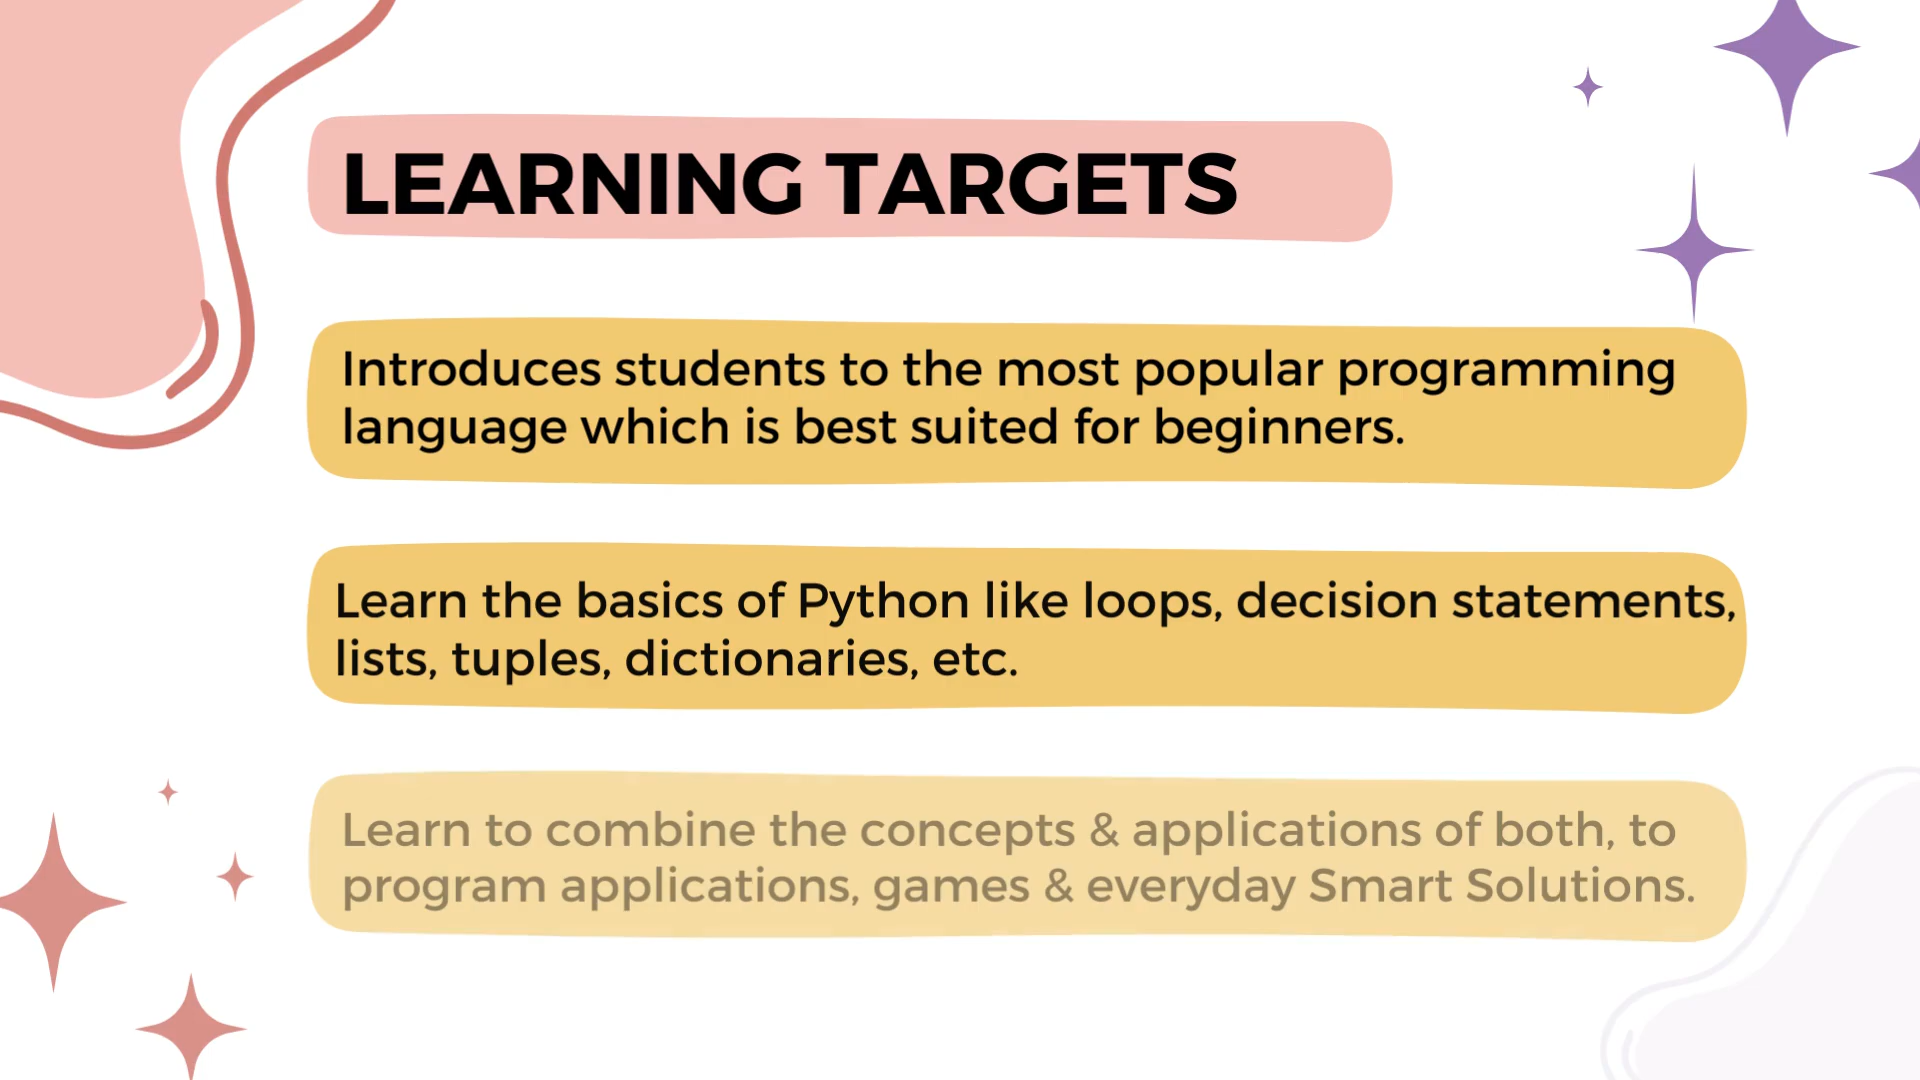 LEARNING TARGETS
Introduces students to the most popular programming
language which is best suited for beginners.
Learn the basics of Python like loops, decision statements,
lists, tuples, dictionaries, etc.
Learn to combine the concepts & applications of both, to
program applications, games & everyday Smart Solutions.